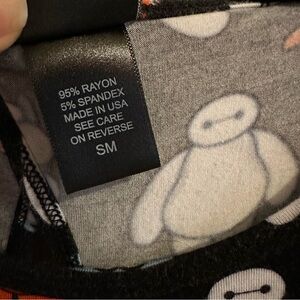 95% RAYON
5% SPANDEX
MADE IN USA
SEE CARE
ON REVERSE
SM